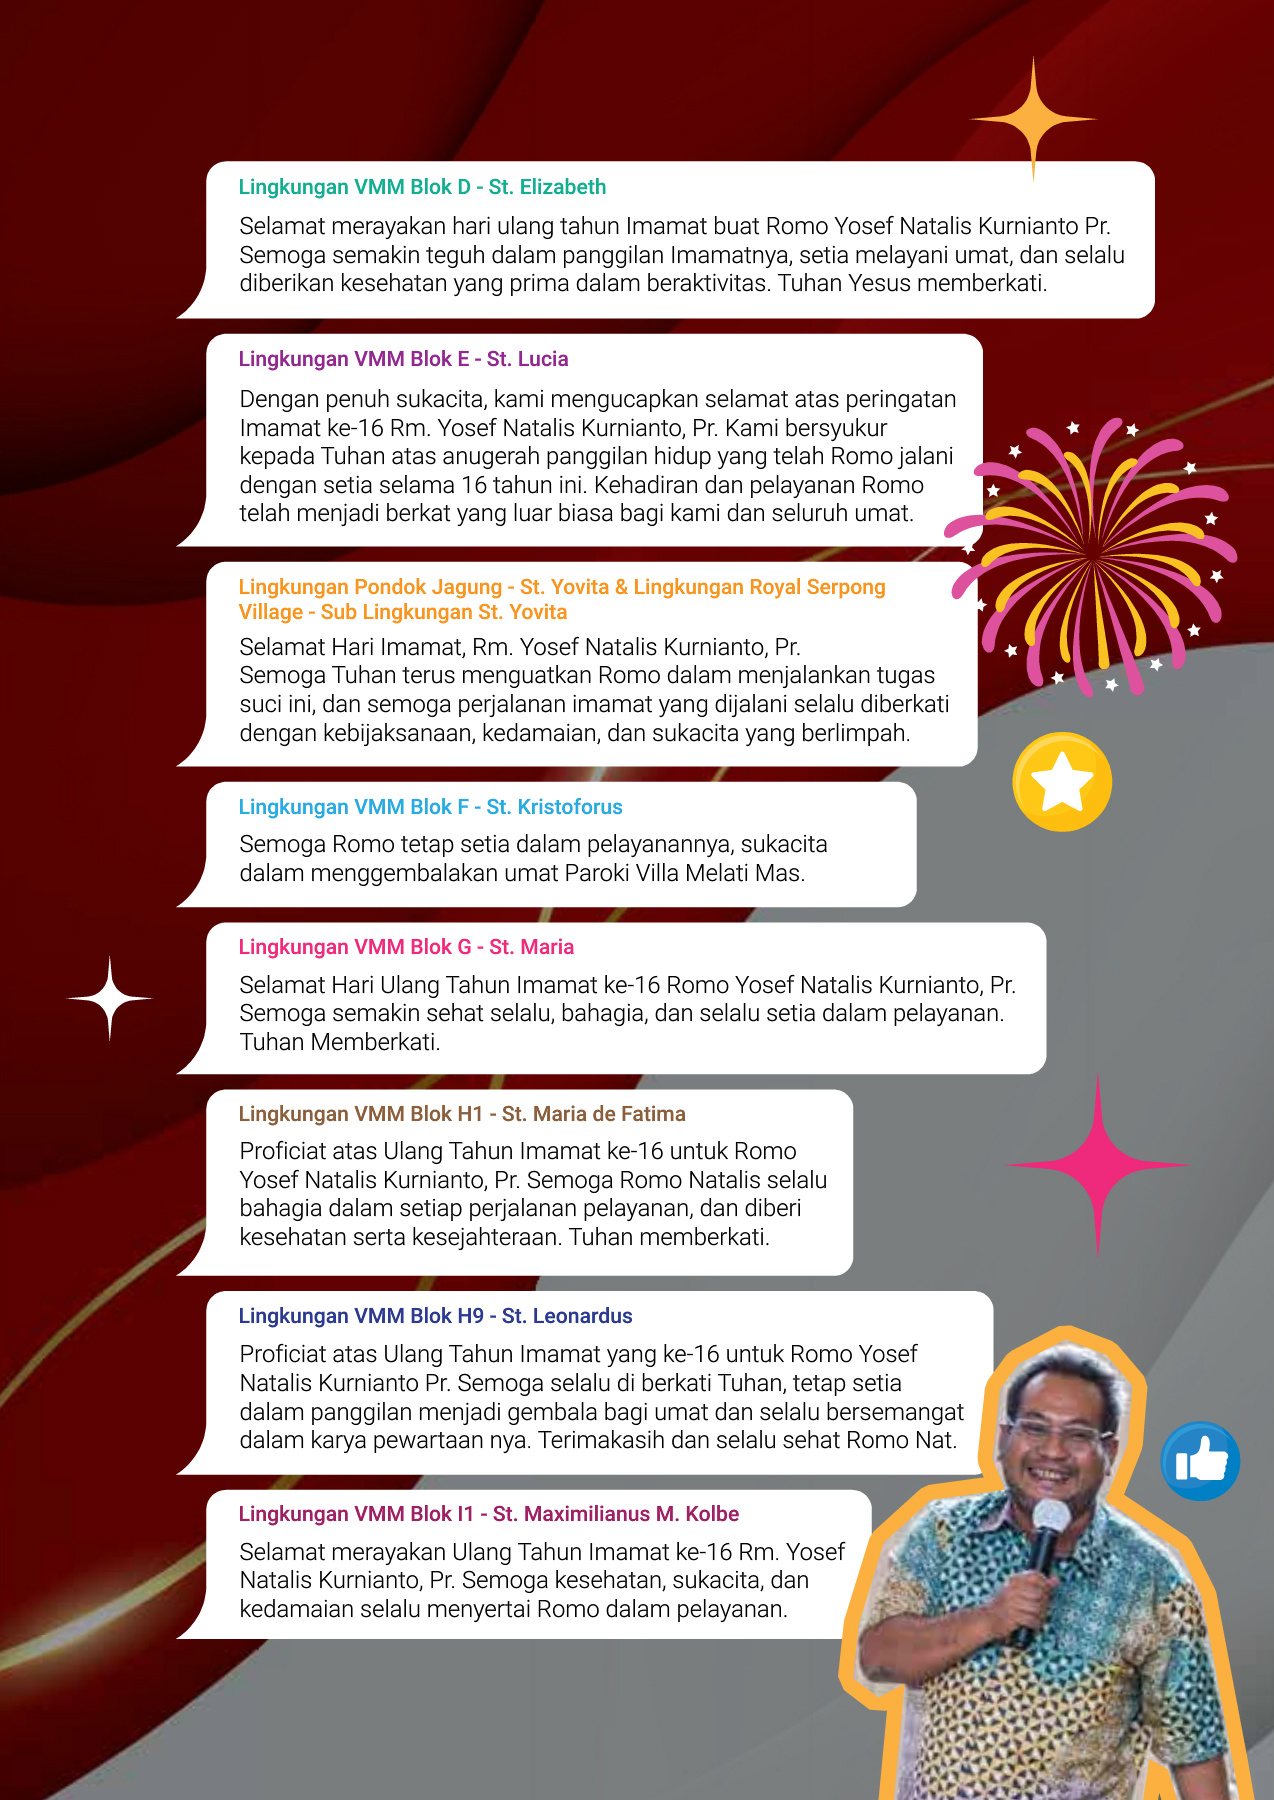 Lingkungan VMM Blok D - St. Elizabeth
Selamat merayakan hari ulang tahun Imamat buat Romo Yosef Natalis Kurnianto Pr.
Semoga semakin teguh dalam panggilan Imamatnya, setia melayani umat, dan selalu
diberikan kesehatan yang prima dalam beraktivitas. Tuhan Yesus memberkati.
Lingkungan VMM Blok E - St. Lucia
Dengan penuh sukacita, kami mengucapkan selamat atas peringatan
Imamat ke-16 Rm. Yosef Natalis Kurnianto, Pr. Kami bersyukur
kepada Tuhan atas anugerah panggilan hidup yang telah Romo jalani
dengan setia selama 16 tahun ini. Kehadiran dan pelayanan Romo
telah menjadi berkat yang luar biasa bagi kami dan seluruh umat.
Lingkungan Pondok Jagung - St. Yovita & Lingkungan Royal Serpong
Village - Sub Lingkungan St. Yovita
Selamat Hari Imamat, Rm. Yosef Natalis Kurnianto, Pr.
Semoga Tuhan terus menguatkan Romo dalam menjalankan tugas
suci ini, dan semoga perjalanan imamat yang dijalani selalu diberkati
dengan kebijaksanaan, kedamaian, dan sukacita yang berlimpah.
Lingkungan VMM Blok F - St. Kristoforus
Semoga Romo tetap setia dalam pelayanannya, sukacita
dalam menggembalakan umat Paroki Villa Melati Mas.
Lingkungan VMM Blok G - St. Maria
Selamat Hari Ulang Tahun Imamat ke-16 Romo Yosef Natalis Kurnianto, Pr.
Semoga semakin sehat selalu, bahagia, dan selalu setia dalam pelayanan.
Tuhan Memberkati.
Lingkungan VMM Blok H1 - St. Maria de Fatima
Proficiat atas Ulang Tahun Imamat ke-16 untuk Romo
Yosef Natalis Kurnianto, Pr. Semoga Romo Natalis selalu
bahagia dalam setiap perjalanan pelayanan, dan diberi
kesehatan serta kesejahteraan. Tuhan memberkati.
Lingkungan VMM Blok H9 - St. Leonardus
Proficiat atas Ulang Tahun Imamat yang ke-16 untuk Romo Yosef
Natalis Kurnianto Pr. Semoga selalu di berkati Tuhan, tetap setia
dalam panggilan menjadi gembala bagi umat dan selalu bersemangat
dalam karya pewartaan nya. Terimakasih dan selalu sehat Romo Nat.
Lingkungan VMM Blok I1 - St. Maximilianus M. Kolbe
Selamat merayakan Ulang Tahun Imamat ke-16 Rm. Yosef
Natalis Kurnianto, Pr. Semoga kesehatan, sukacita, dan
kedamaian selalu menyertai Romo dalam pelayanan.